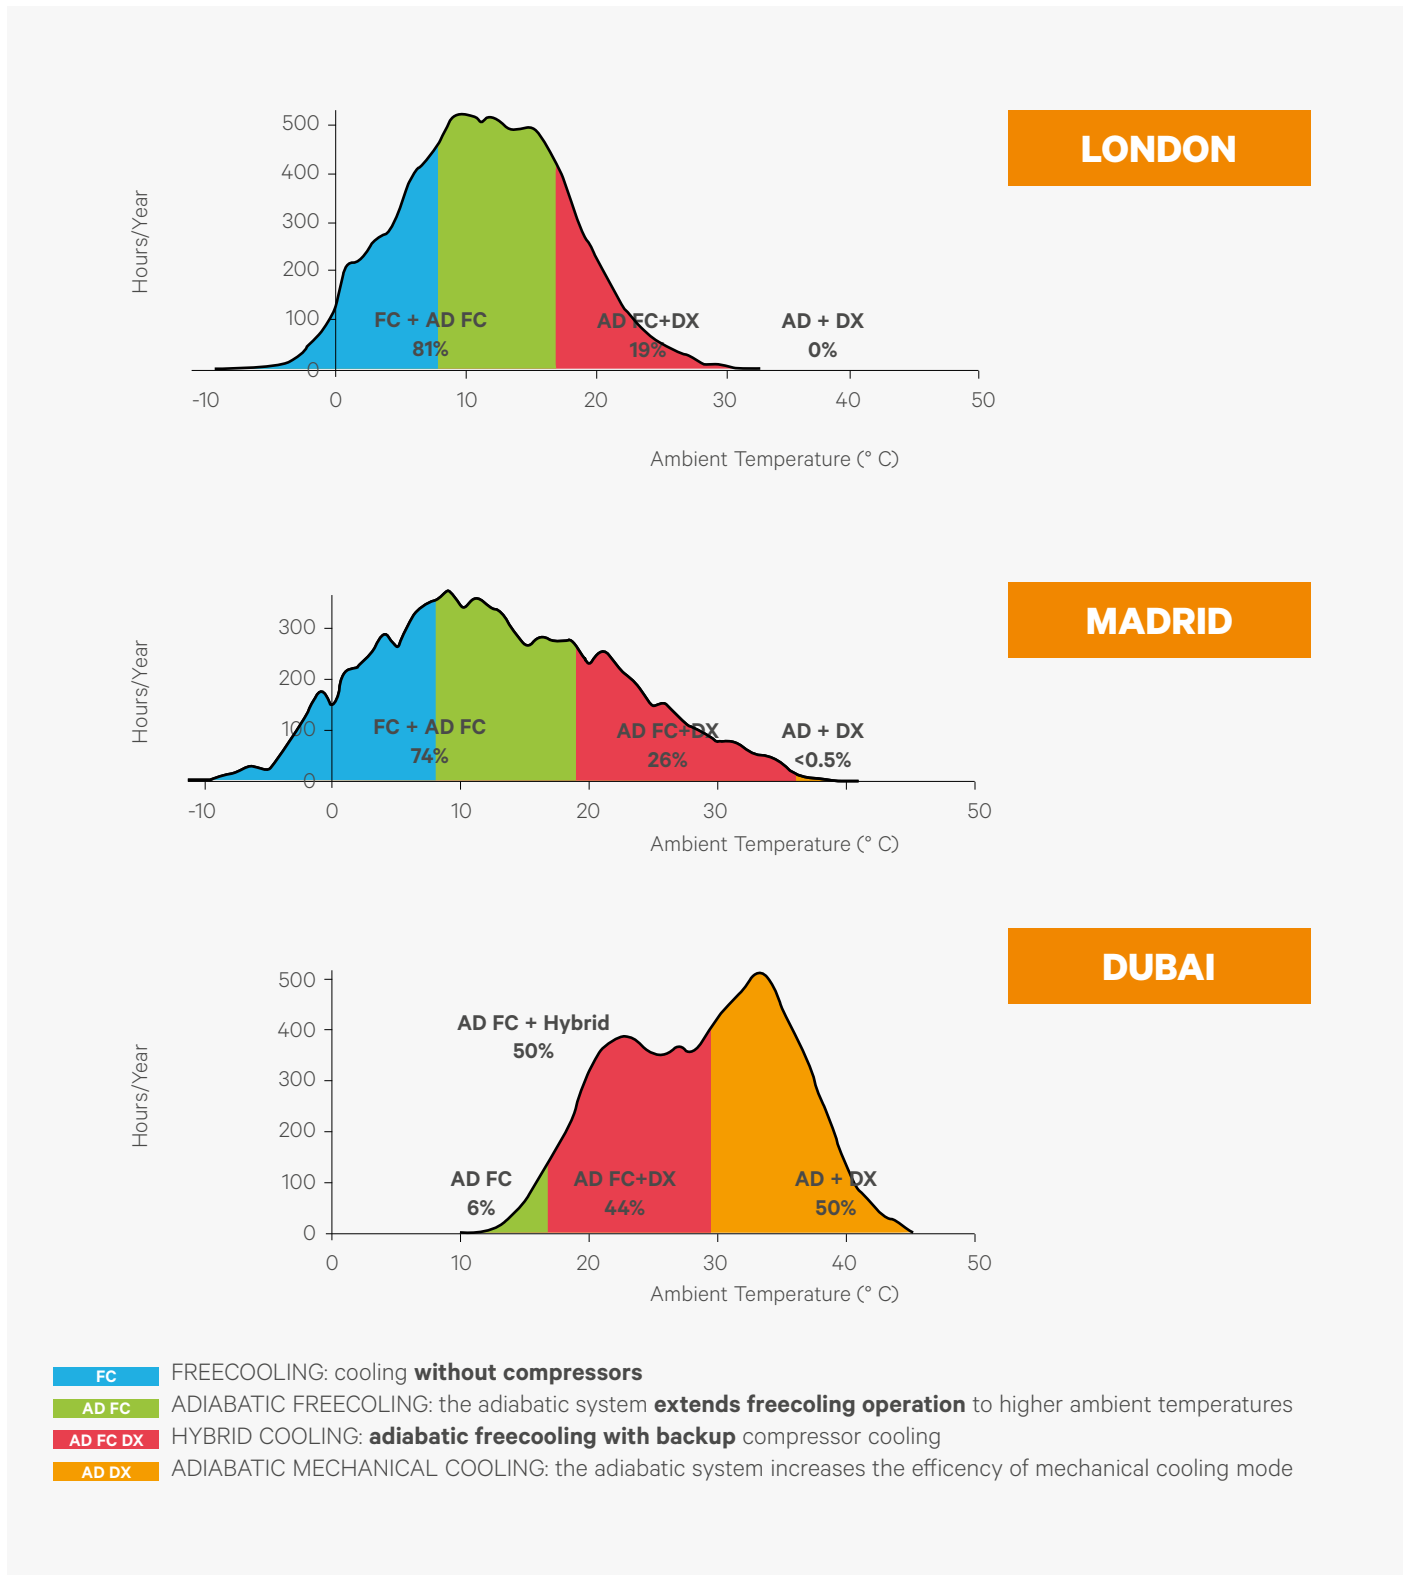 LONDON
Hours/Year
500
400
300
200
100
0
FC + AD FC
81%
AD FC+DX
19%
AD + DX
0%
-10 0 10 20 30 40 50
Ambient Temperature (° C)
MADRID
Hours/Year
300
200
100
0
FC + AD FC
74%
AD FC+DX
26%
AD + DX
<0.5%
-10 0 10 20 30 50
Ambient Temperature (° C)
DUBAI
Hours/Year
500
400
300
200
100
0
AD FC + Hybrid
50%
AD FC
6%
AD FC+DX
44%
AD + DX
50%
0 10 20 30 40 50
Ambient Temperature (° C)
FC FREECOOLING: cooling without compressors
AD FC ADIABATIC FREECOLING: the adiabatic system extends freecoling operation to higher ambient temperatures
AD FC DX HYBRID COOLING: adiabatic freecooling with backup compressor cooling
AD DX ADIABATIC MECHANICAL COOLING: the adiabatic system increases the efficency of mechanical cooling mode